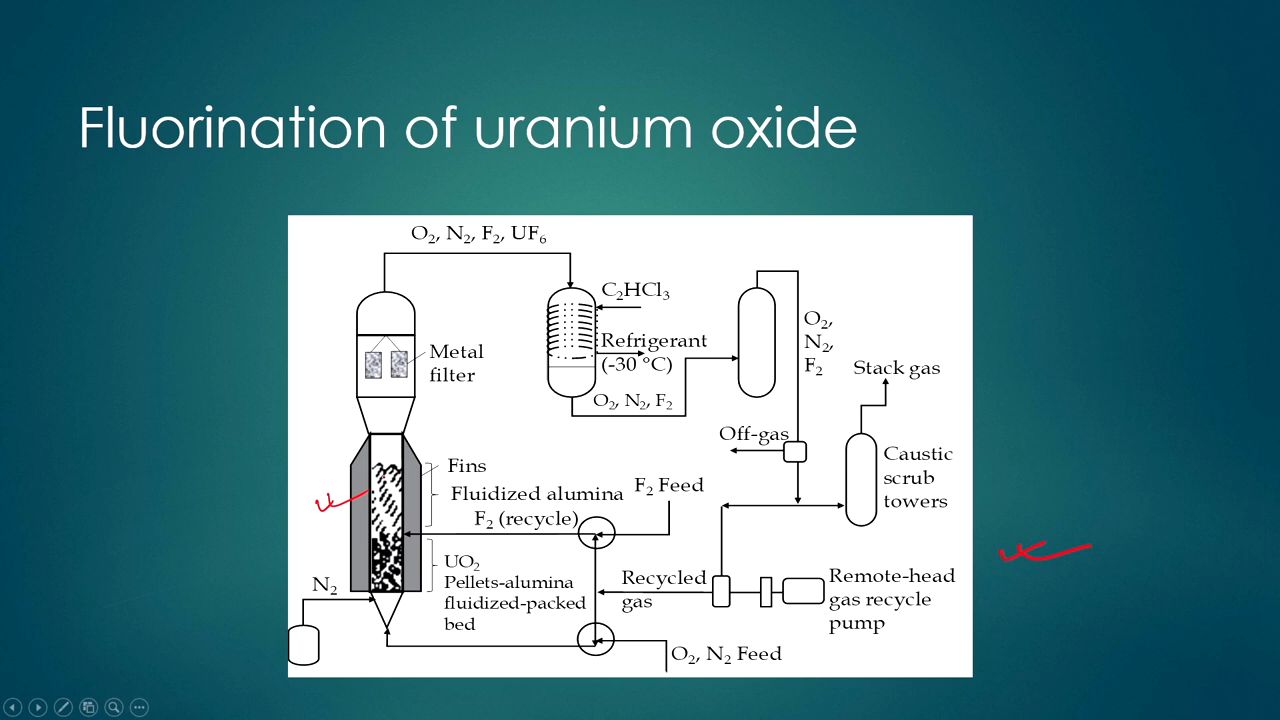 Fluorination of uranium oxide
O₂, N₂, F₂, UF₆
C₂HCl₃
Refrigerant
(-30 °C)
O₂, N₂, F₂
Metal
filter
O₂,
N₂,
F₂
Stack gas
Off-gas
Caustic
scrub
towers
Fins
Fluidized alumina
F₂ Feed
F₂ (recycle)
UO₂
Pellets-alumina
fluidized-packed
bed
N₂
Recycled
gas
Remote-head
gas recycle
pump
O₂, N₂ Feed